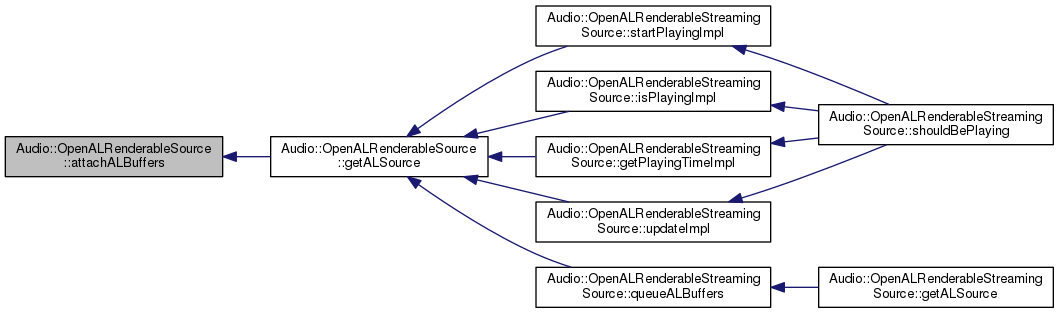 Audio::OpenALRenderableSource
::attachALBuffers
Audio::OpenALRenderableSource
::getALSource
Audio::OpenALRenderableStreaming
Source::startPlayingImpl
Audio::OpenALRenderableStreaming
Source::isPlayingImpl
Audio::OpenALRenderableStreaming
Source::getPlayingTimeImpl
Audio::OpenALRenderableStreaming
Source::updateImpl
Audio::OpenALRenderableStreaming
Source::queueALBuffers
Audio::OpenALRenderableStreaming
Source::shouldBePlaying
Audio::OpenALRenderableStreaming
Source::getALSource